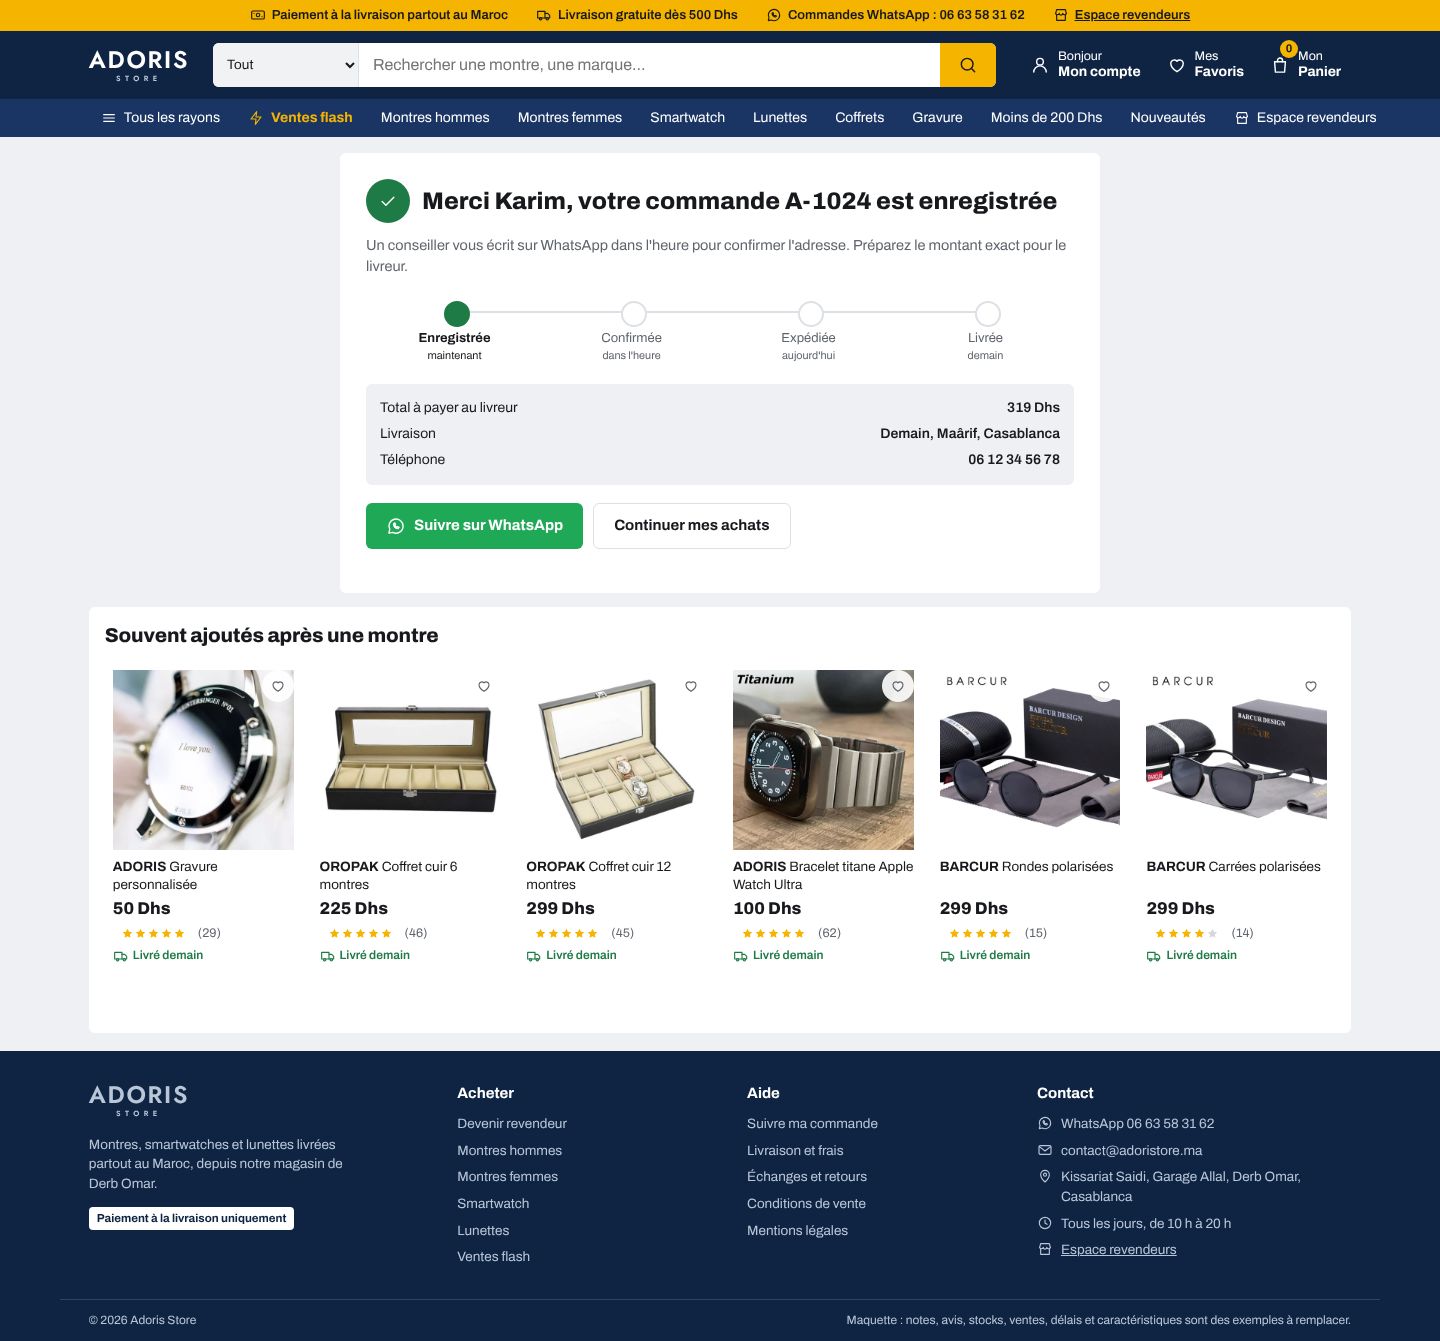 Paiement à la livraison partout au Maroc
Livraison gratuite dès 500 Dhs
Commandes WhatsApp : 06 63 58 31 62
Espace revendeurs
ADORIS
STORE
Tout
Rechercher une montre, une marque...
Bonjour
Mon compte
Mes
Favoris
0
Mon
Panier
Tous les rayons
Ventes flash
Montres hommes
Montres femmes
Smartwatch
Lunettes
Coffrets
Gravure
Moins de 200 Dhs
Nouveautés
Espace revendeurs
Merci Karim, votre commande A-1024 est enregistrée
Un conseiller vous écrit sur WhatsApp dans l'heure pour confirmer l'adresse. Préparez le montant exact pour le
livreur.
Enregistrée
maintenant
Confirmée
dans l'heure
Expédiée
aujourd'hui
Livrée
demain
Total à payer au livreur
319 Dhs
Livraison
Demain, Maârif, Casablanca
Téléphone
06 12 34 56 78
Suivre sur WhatsApp
Continuer mes achats
Souvent ajoutés après une montre
I love you
Titanium
BARCUR
BARCUR DESIGN
BARCUR
BARCUR DESIGN
BARCUR
ADORIS Gravure
personnalisée
50 Dhs
(29)
Livré demain
OROPAK Coffret cuir 6
montres
225 Dhs
(46)
Livré demain
OROPAK Coffret cuir 12
montres
299 Dhs
(45)
Livré demain
ADORIS Bracelet titane Apple
Watch Ultra
100 Dhs
(62)
Livré demain
BARCUR Rondes polarisées
299 Dhs
(15)
Livré demain
BARCUR Carrées polarisées
299 Dhs
(14)
Livré demain
ADORIS
STORE
Montres, smartwatches et lunettes livrées
partout au Maroc, depuis notre magasin de
Derb Omar.
Paiement à la livraison uniquement
Acheter
Devenir revendeur
Montres hommes
Montres femmes
Smartwatch
Lunettes
Ventes flash
Aide
Suivre ma commande
Livraison et frais
Échanges et retours
Conditions de vente
Mentions légales
Contact
WhatsApp 06 63 58 31 62
contact@adoristore.ma
Kissariat Saidi, Garage Allal, Derb Omar,
Casablanca
Tous les jours, de 10 h à 20 h
Espace revendeurs
© 2026 Adoris Store
Maquette : notes, avis, stocks, ventes, délais et caractéristiques sont des exemples à remplacer.